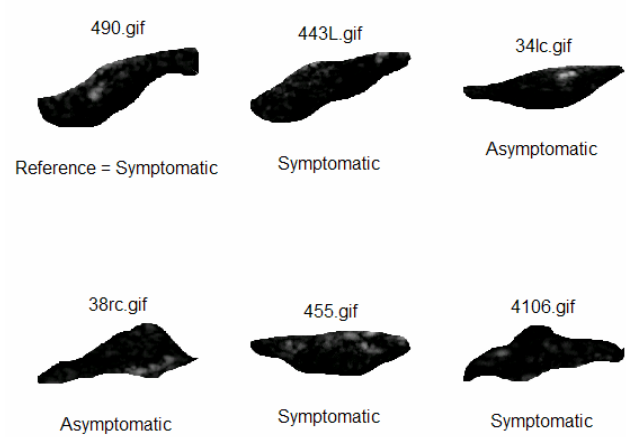 490.gif
443L.gif
34lc.gif
Reference = Symptomatic
Symptomatic
Asymptomatic
38rc.gif
455.gif
4106.gif
Asymptomatic
Symptomatic
Symptomatic